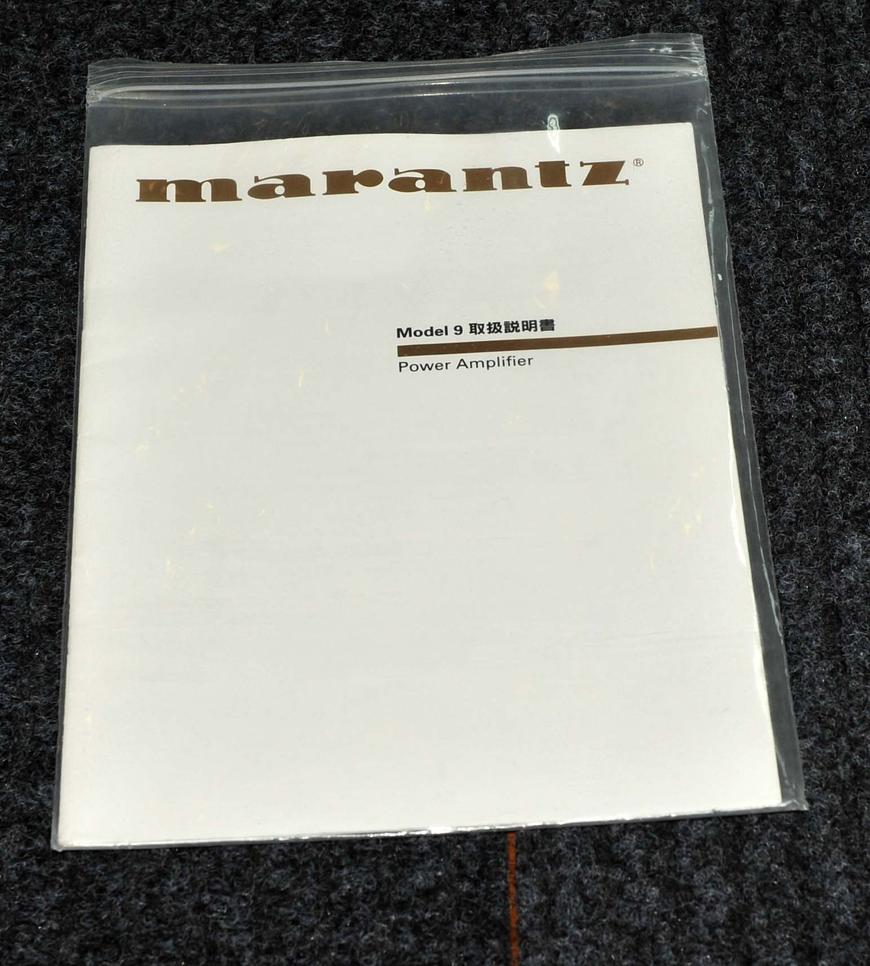 marantz®
Model 9 取扱説明書
Power Amplifier